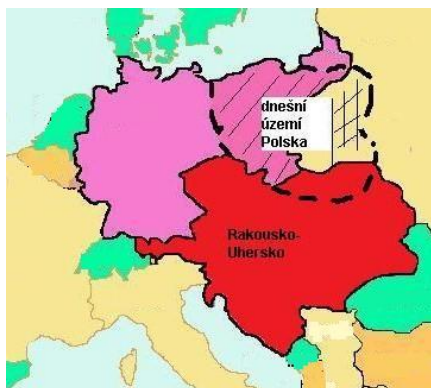 dnešní
území
Polska
Rakousko-
Uhersko